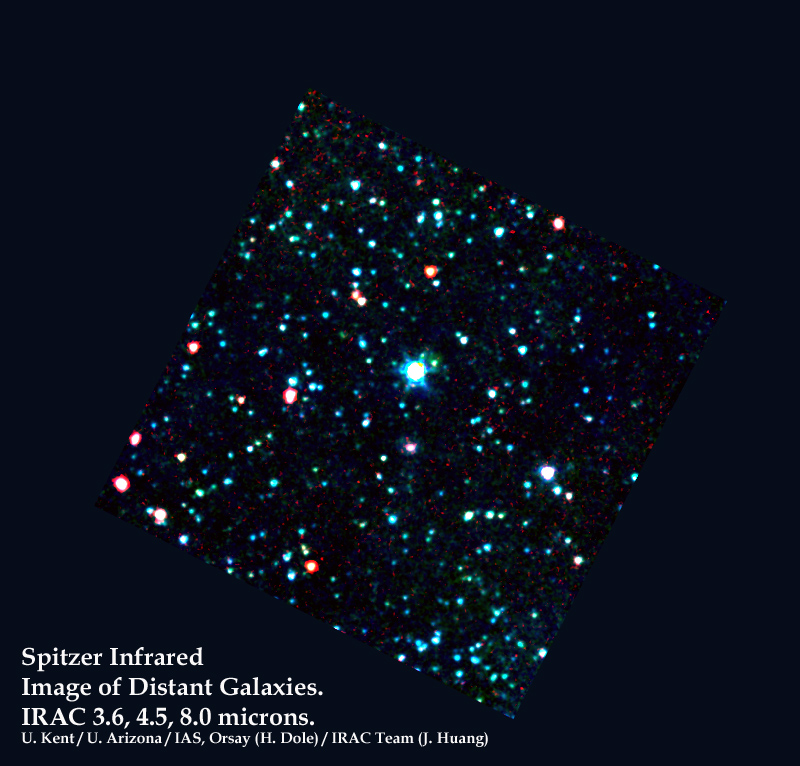 Spitzer Infrared
Image of Distant Galaxies.
IRAC 3.6, 4.5, 8.0 microns.
U. Kent / U. Arizona / IAS, Orsay (H. Dole) / IRAC Team (J. Huang)